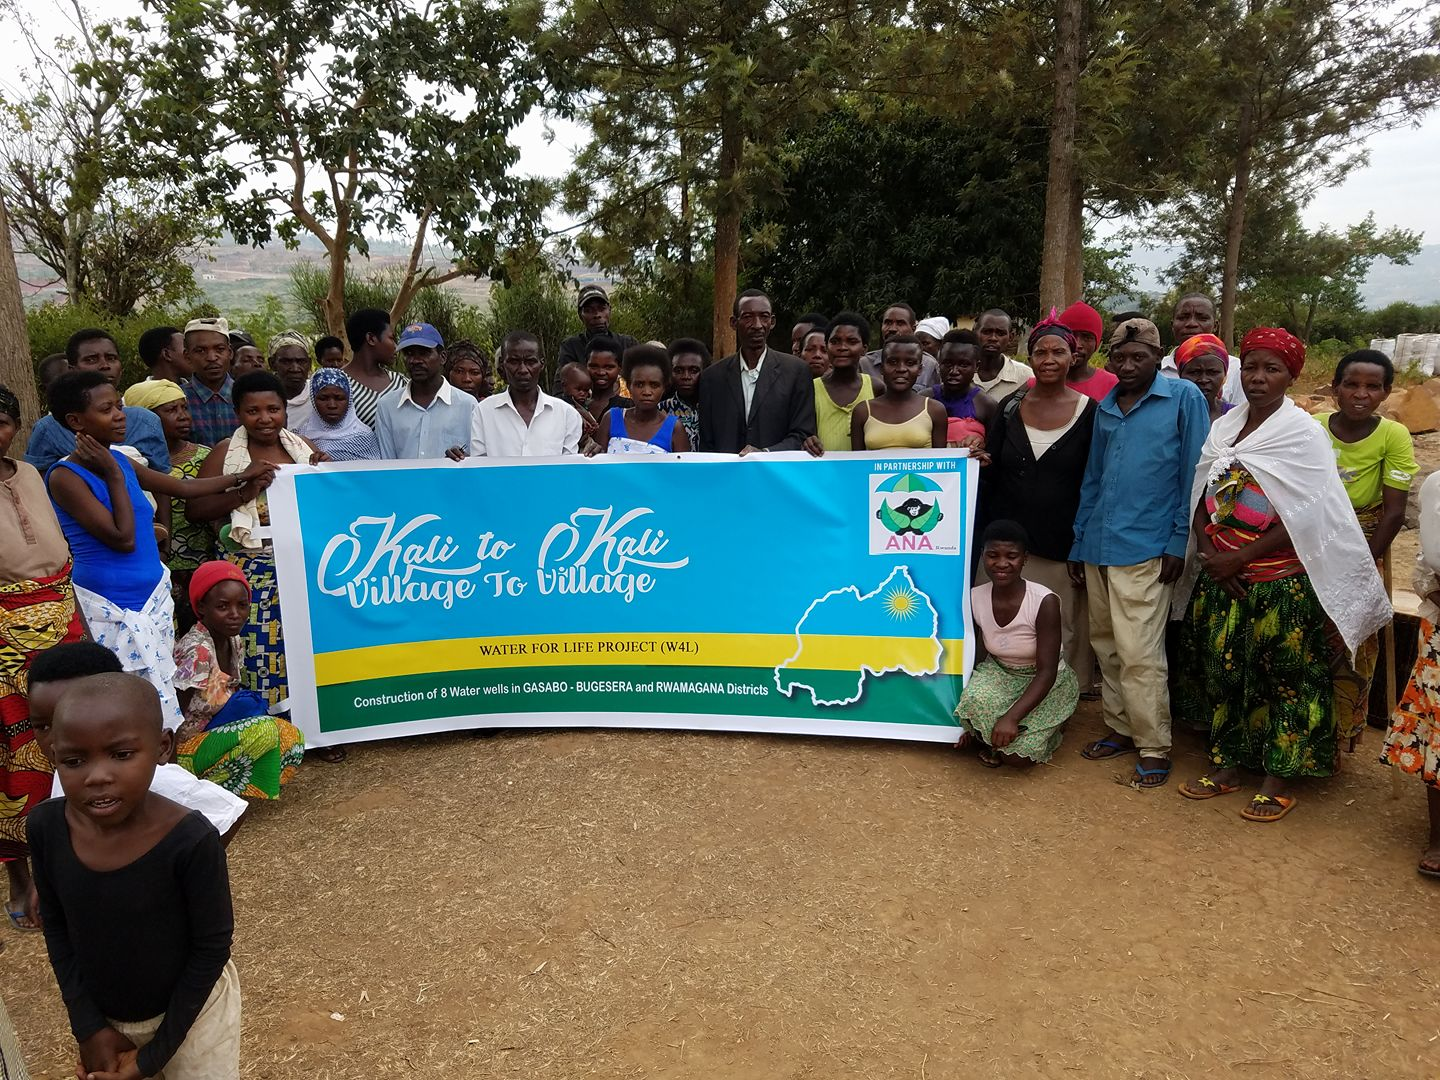 IN PARTNERSHIP WITH
ANA Rwanda
Kali to Kali
Village To Village
WATER FOR LIFE PROJECT (W4L)
Construction of 8 Water wells in GASABO - BUGESERA and RWAMAGANA Districts